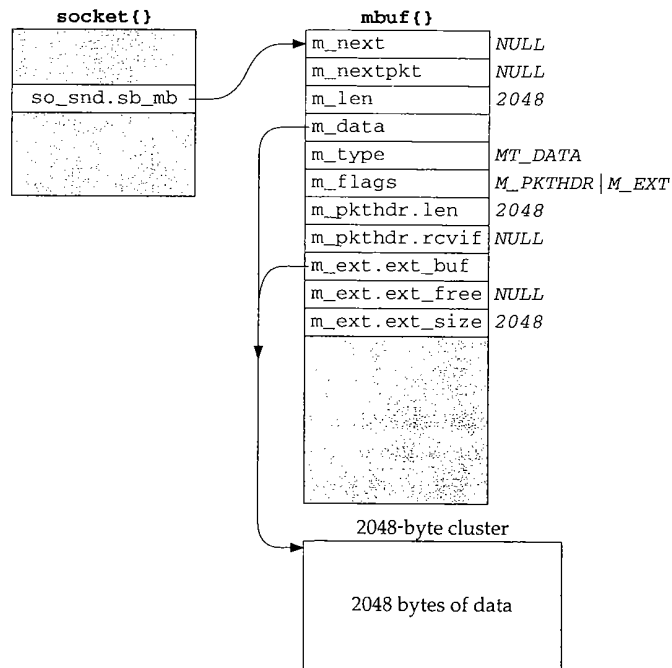 socket{}
so_snd.sb_mb
mbuf{}
m_next NULL
m_nextpkt NULL
m_len 2048
m_data
m_type MT_DATA
m_flags M_PKTHDR|M_EXT
m_pkthdr.len 2048
m_pkthdr.rcvif NULL
m_ext.ext_buf
m_ext.ext_free NULL
m_ext.ext_size 2048
2048-byte cluster
2048 bytes of data